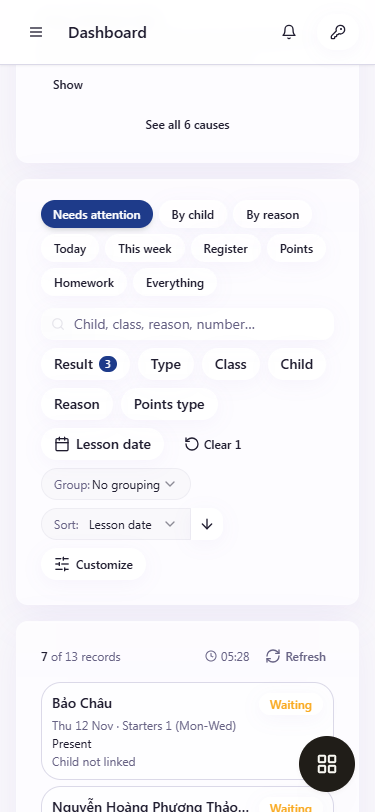 Dashboard
Show
See all 6 causes
Needs attention
By child
By reason
Today
This week
Register
Points
Homework
Everything
Child, class, reason, number...
Result 3
Type
Class
Child
Reason
Points type
Lesson date
Clear 1
Group: No grouping
Sort: Lesson date
Customize
7 of 13 records
05:28
Refresh
Bảo Châu
Waiting
Thu 12 Nov · Starters 1 (Mon-Wed)
Present
Child not linked
Nguyễn Hoàng Phương Thảo...
Waiting